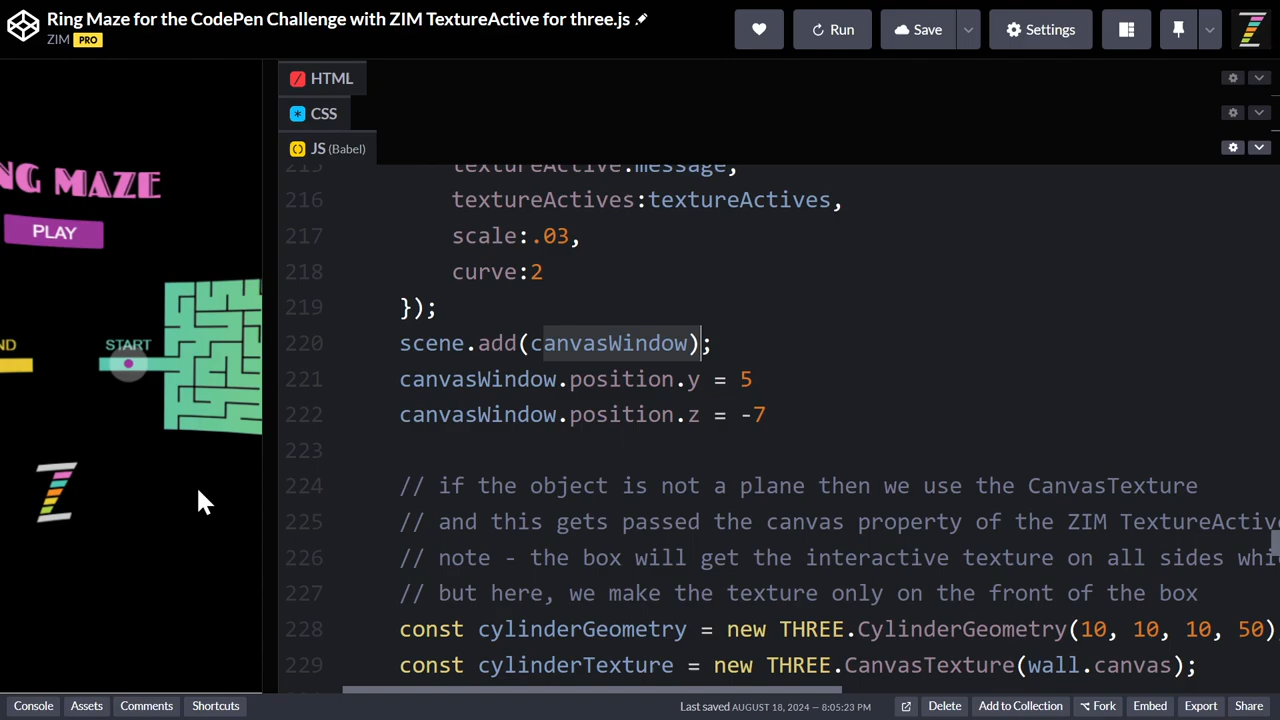 Ring Maze for the CodePen Challenge with ZIM TextureActive for three.js
ZIM PRO
Run
Save
Settings
HTML
CSS
JS (Babel)
NG MAZE
PLAY
ND
START
215 textureActive:message,
216 textureActives:textureActives,
217 scale:.03,
218 curve:2
219 });
220 scene.add(canvasWindow);
221 canvasWindow.position.y = 5
222 canvasWindow.position.z = -7
223
224 // if the object is not a plane then we use the CanvasTexture
225 // and this gets passed the canvas property of the ZIM TextureActive
226 // note - the box will get the interactive texture on all sides whi
227 // but here, we make the texture only on the front of the box
228 const cylinderGeometry = new THREE.CylinderGeometry(10, 10, 10, 50)
229 const cylinderTexture = new THREE.CanvasTexture(wall.canvas);
Console Assets Comments Shortcuts Last saved AUGUST 18, 2024 — 8:05:23 PM Delete Add to Collection Fork Embed Export Share